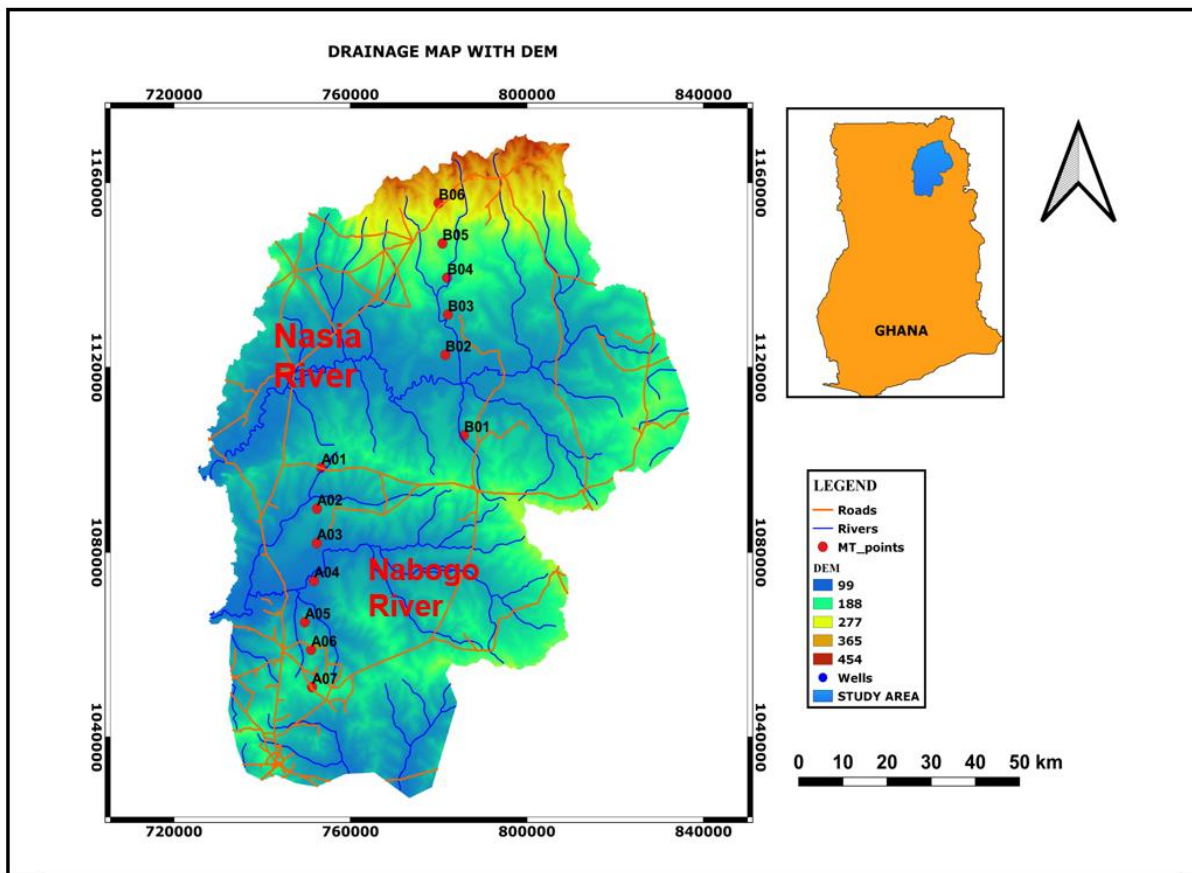 DRAINAGE MAP WITH DEM
720000 760000 800000 840000
1160000
1120000
1080000
1040000
1160000
1120000
1080000
1040000
B06
B05
B04
B03
B02
B01
Nasia
River
A01
A02
A03
A04
A05
A06
A07
Nabogo
River
720000 760000 800000 840000
GHANA
LEGEND
Roads
Rivers
MT_points
DEM
99
188
277
365
454
Wells
STUDY AREA
0 10 20 30 40 50 km